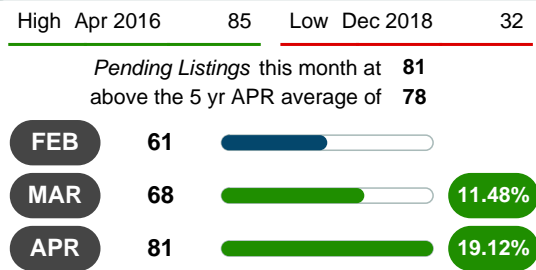 High Apr 2016 85 Low Dec 2018 32
Pending Listings this month at 81
above the 5 yr APR average of 78
FEB 61
MAR 68 11.48%
APR 81 19.12%